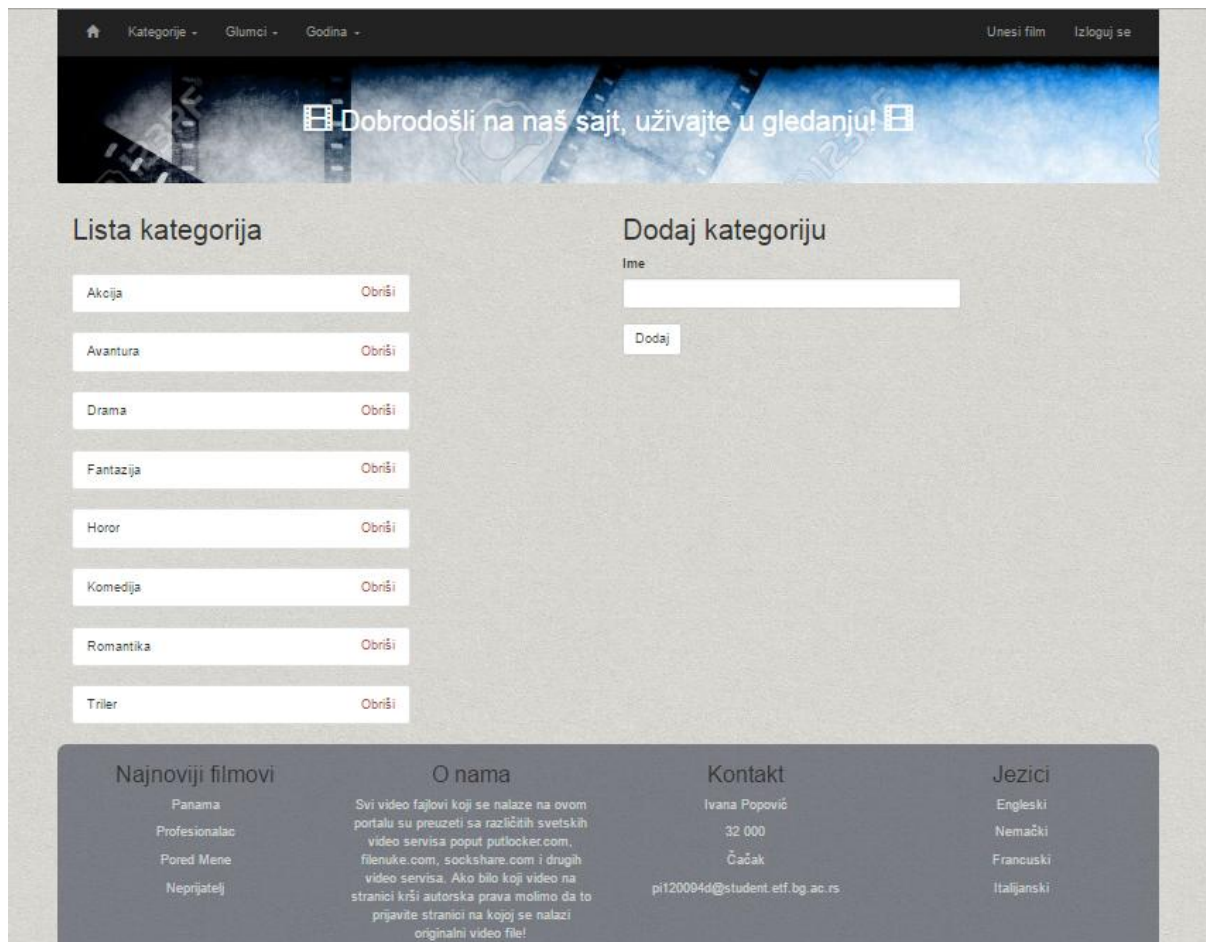 Kategorije
Glumci
Godina
Unesi film
Izloguj se
Dobrodošli na naš sajt, uživajte u gledanju!
Lista kategorija
Akcija Obriši
Avantura Obriši
Drama Obriši
Fantazija Obriši
Horor Obriši
Komedija Obriši
Romantika Obriši
Triler Obriši
Dodaj kategoriju
Ime
Dodaj
Najnoviji filmovi
Panama
Profesionalac
Pored Mene
Neprijatelj
O nama
Svi video fajlovi koji se nalaze na ovom
portalu su preuzeti sa različitih svetskih
video servisa poput putlocker.com,
filenuke.com, sockshare.com i drugih
video servisa. Ako bilo koji video na
stranici krši autorska prava molimo da to
prijavite stranici na kojoj se nalazi
originalni video file!
Kontakt
Ivana Popović
32 000
Čačak
pi120094d@student.etf.bg.ac.rs
Jezici
Engleski
Nemački
Francuski
Italijanski